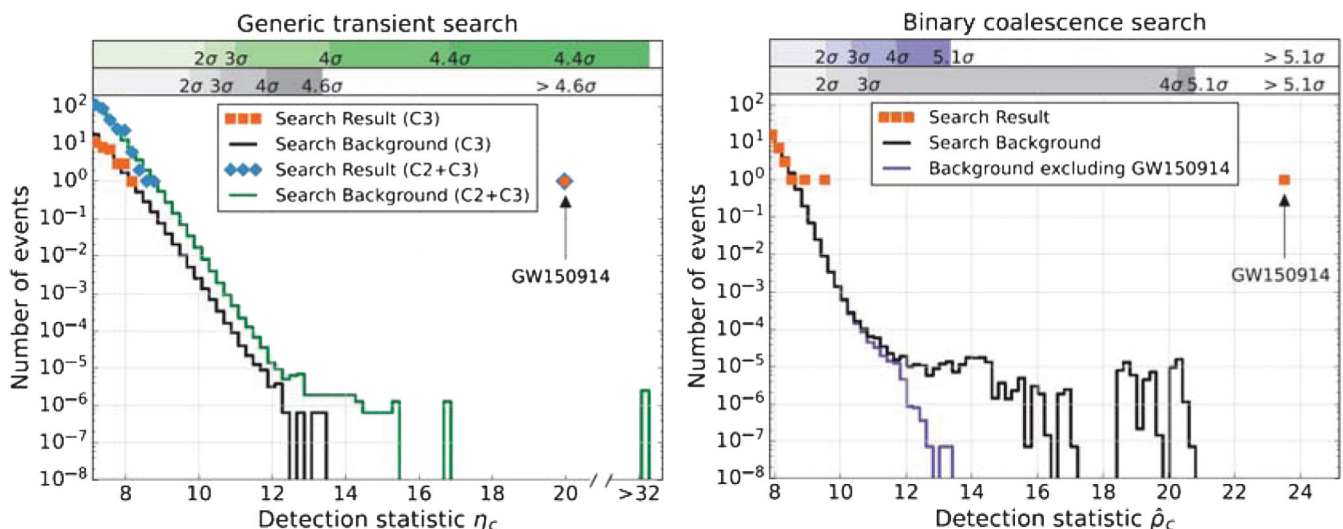 Generic transient search
2σ 3σ 4σ 4.4σ 4.4σ
2σ 3σ 4σ 4.6σ > 4.6σ
10² 10¹ 10⁰ 10⁻¹ 10⁻² 10⁻³ 10⁻⁴ 10⁻⁵ 10⁻⁶ 10⁻⁷ 10⁻⁸
Number of events
Search Result (C3)
Search Background (C3)
Search Result (C2+C3)
Search Background (C2+C3)
GW150914
8 10 12 14 16 18 20 >32
Detection statistic ηc
Binary coalescence search
2σ 3σ 4σ 5.1σ > 5.1σ
2σ 3σ 4σ 5.1σ > 5.1σ
10² 10¹ 10⁰ 10⁻¹ 10⁻² 10⁻³ 10⁻⁴ 10⁻⁵ 10⁻⁶ 10⁻⁷ 10⁻⁸
Number of events
Search Result
Search Background
Background excluding GW150914
GW150914
8 10 12 14 16 18 20 22 24
Detection statistic ρ̂c